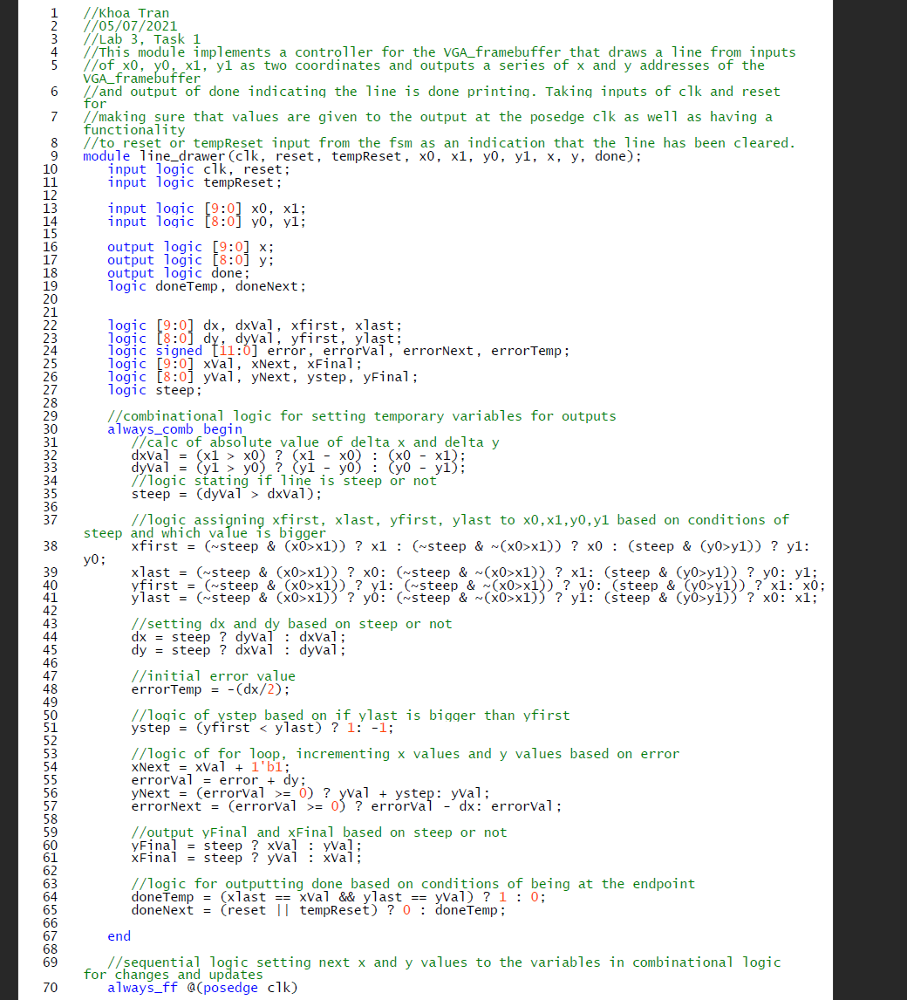 1 //Khoa Tran
2 //05/07/2021
3 //Lab 3, Task 1
4 //This module implements a controller for the VGA_framebuffer that draws a line from inputs
5 //of x0, y0, x1, y1 as two coordinates and outputs a series of x and y addresses of the
VGA_framebuffer
6 //and output of done indicating the line is done printing. Taking inputs of clk and reset
for
7 //making sure that values are given to the output at the posedge clk as well as having a
functionality
8 //to reset or tempReset input from the fsm as an indication that the line has been cleared.
9 module line_drawer(clk, reset, tempReset, x0, x1, y0, y1, x, y, done);
10 input logic clk, reset;
11 input logic tempReset;
12
13 input logic [9:0] x0, x1;
14 input logic [8:0] y0, y1;
15
16 output logic [9:0] x;
17 output logic [8:0] y;
18 output logic done;
19 logic doneTemp, doneNext;
20
21
22 logic [9:0] dx, dxVal, xfirst, xlast;
23 logic [8:0] dy, dyVal, yfirst, ylast;
24 logic signed [11:0] error, errorVal, errorNext, errorTemp;
25 logic [9:0] xVal, xNext, xFinal;
26 logic [8:0] yVal, yNext, ystep, yFinal;
27 logic steep;
28
29 //combinational logic for setting temporary variables for outputs
30 always_comb begin
31 //calc of absolute value of delta x and delta y
32 dxVal = (x1 > x0) ? (x1 - x0) : (x0 - x1);
33 dyVal = (y1 > y0) ? (y1 - y0) : (y0 - y1);
34 //logic stating if line is steep or not
35 steep = (dyVal > dxVal);
36
37 //logic assigning xfirst, xlast, yfirst, ylast to x0,x1,y0,y1 based on conditions of
steep and which value is bigger
38 xfirst = (~steep & (x0>x1)) ? x1 : (~steep & ~(x0>x1)) ? x0 : (steep & (y0>y1)) ? y1:
y0;
39 xlast = (~steep & (x0>x1)) ? x0: (~steep & ~(x0>x1)) ? x1: (steep & (y0>y1)) ? y0: y1;
40 yfirst = (~steep & (x0>x1)) ? y1: (~steep & ~(x0>x1)) ? y0: (steep & (y0>y1)) ? x1: x0;
41 ylast = (~steep & (x0>x1)) ? y0: (~steep & ~(x0>x1)) ? y1: (steep & (y0>y1)) ? x0: x1;
42
43 //setting dx and dy based on steep or not
44 dx = steep ? dyVal : dxVal;
45 dy = steep ? dxVal : dyVal;
46
47 //initial error value
48 errorTemp = -(dx/2);
49
50 //logic of ystep based on if ylast is bigger than yfirst
51 ystep = (yfirst < ylast) ? 1: -1;
52
53 //logic of for loop, incrementing x values and y values based on error
54 xNext = xVal + 1'b1;
55 errorVal = error + dy;
56 yNext = (errorVal >= 0) ? yVal + ystep: yVal;
57 errorNext = (errorVal >= 0) ? errorVal - dx: errorVal;
58
59 //output yFinal and xFinal based on steep or not
60 yFinal = steep ? xVal : yVal;
61 xFinal = steep ? yVal : xVal;
62
63 //logic for outputting done based on conditions of being at the endpoint
64 doneTemp = (xlast == xVal && ylast == yVal) ? 1 : 0;
65 doneNext = (reset || tempReset) ? 0 : doneTemp;
66
67 end
68
69 //sequential logic setting next x and y values to the variables in combinational logic
for changes and updates
70 always_ff @(posedge clk)